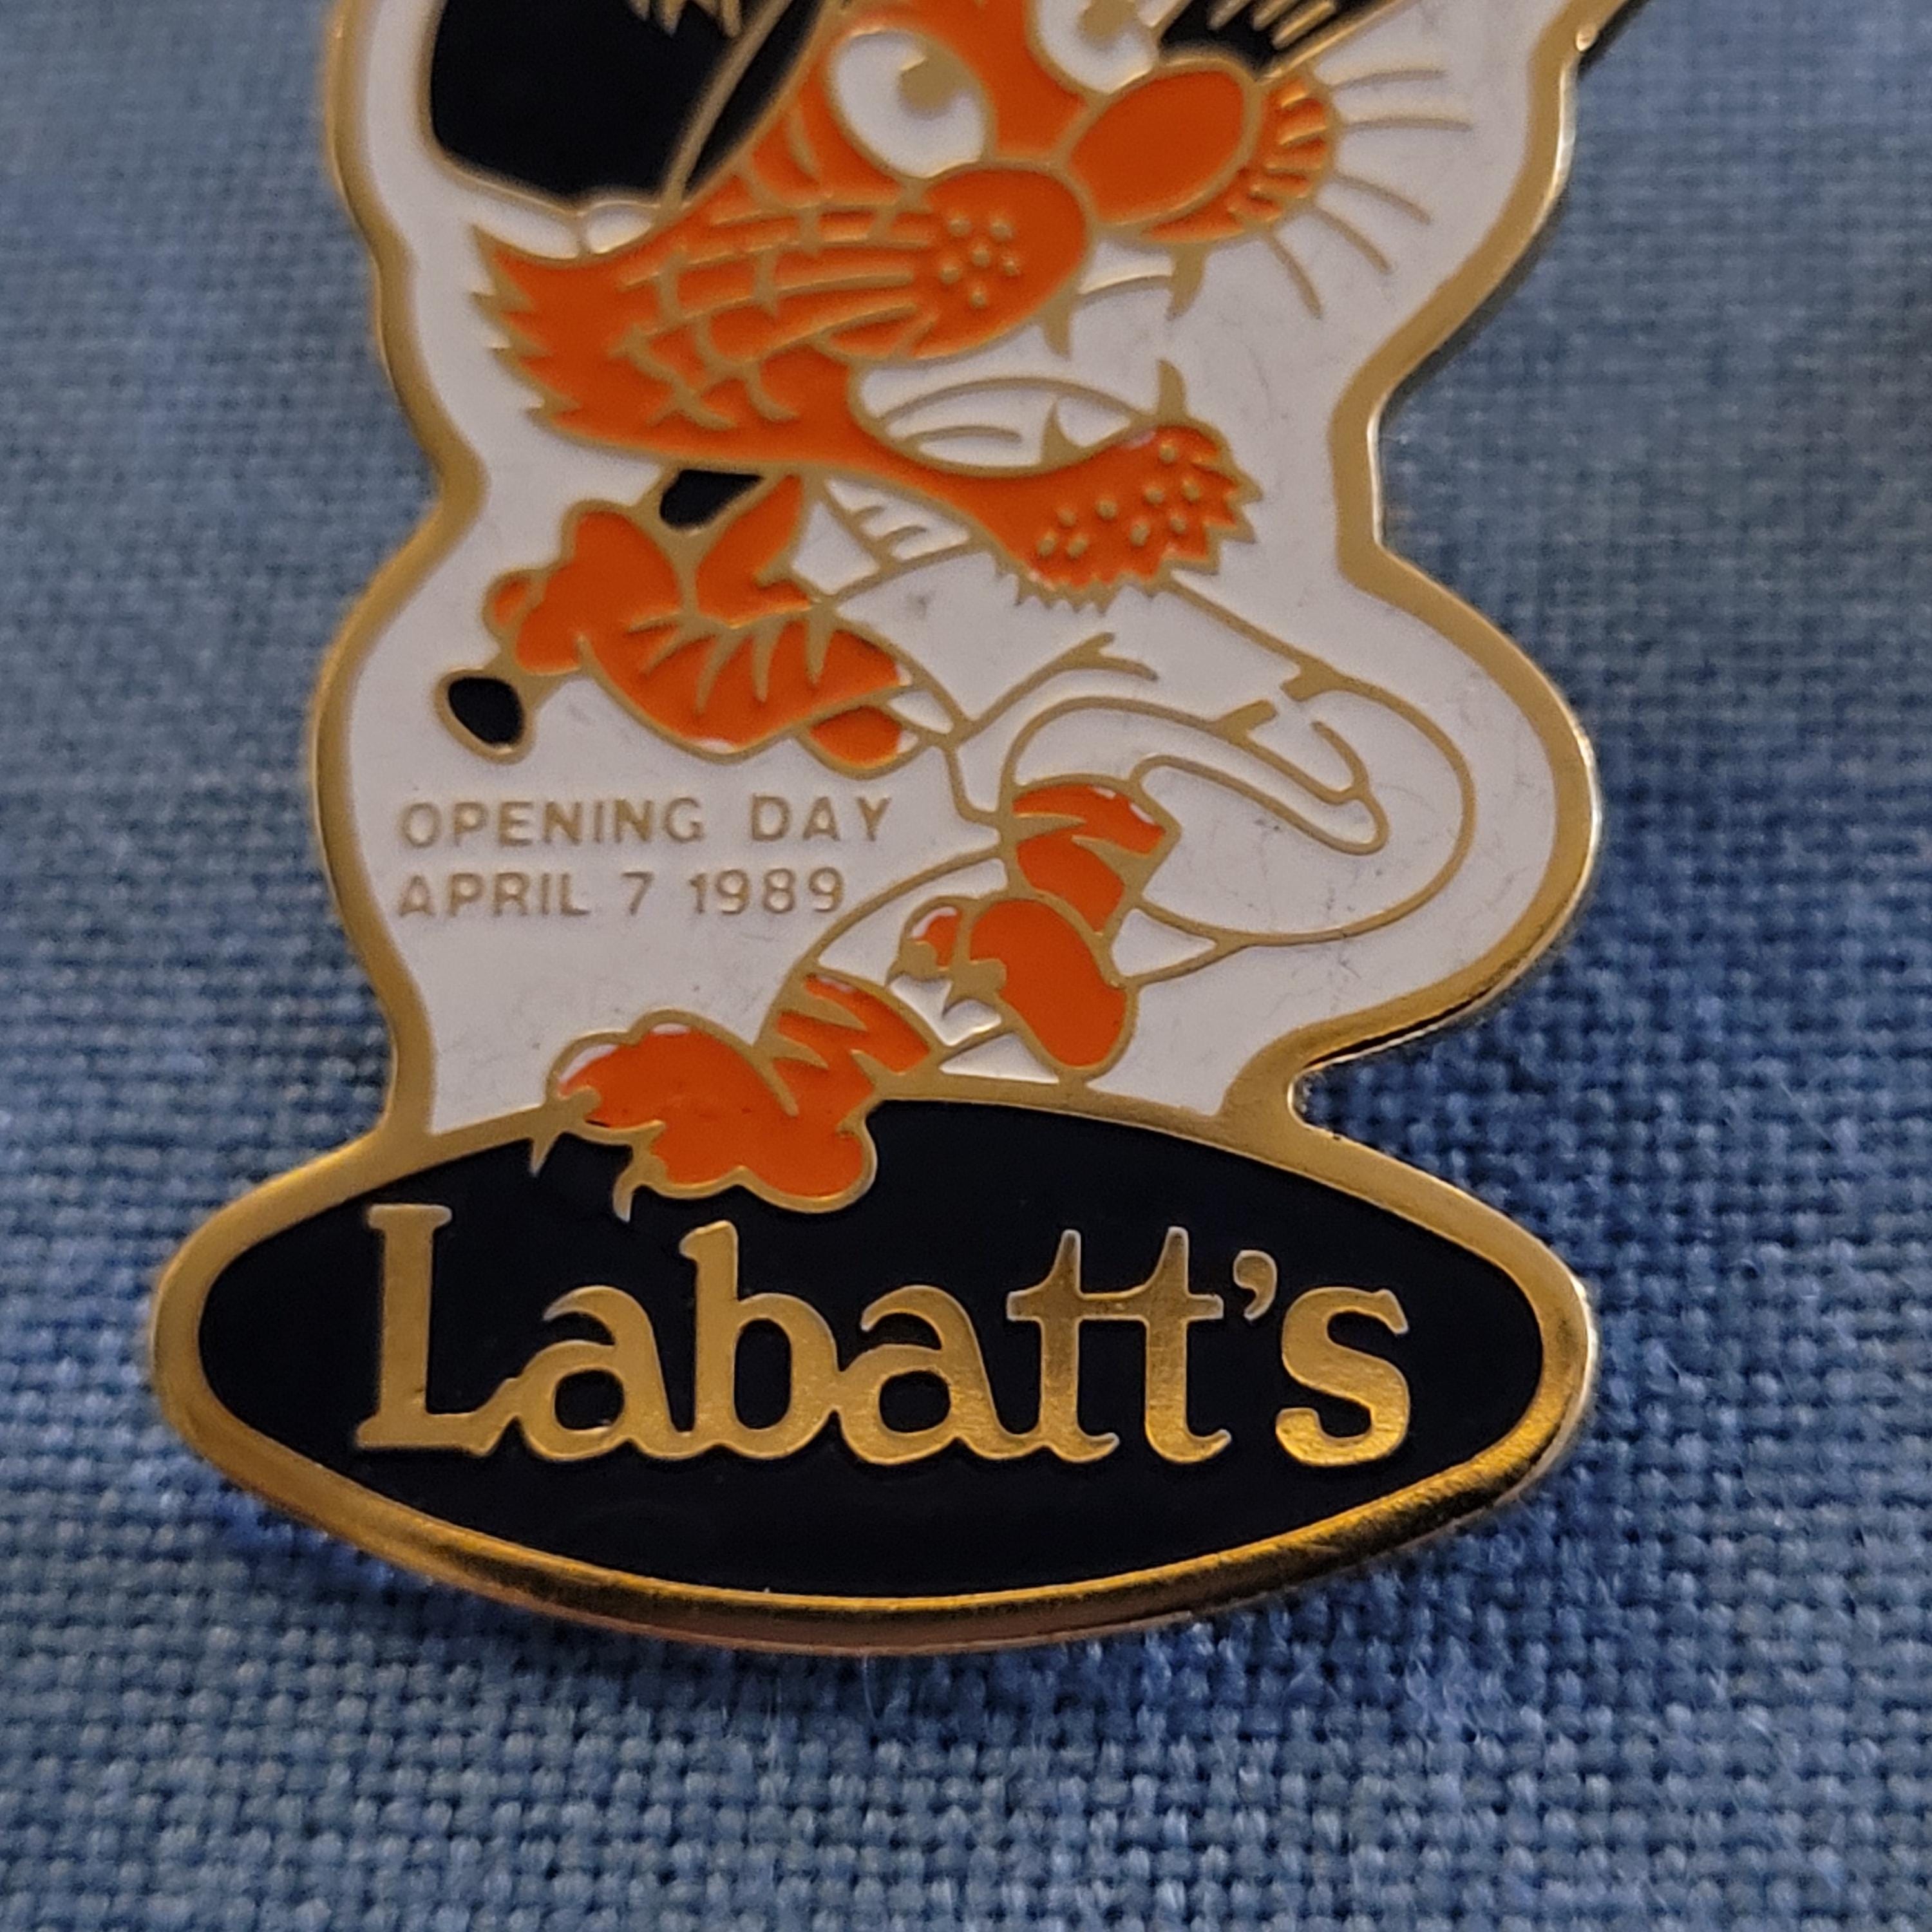 OPENING DAY
APRIL 7 1989
Labatt's